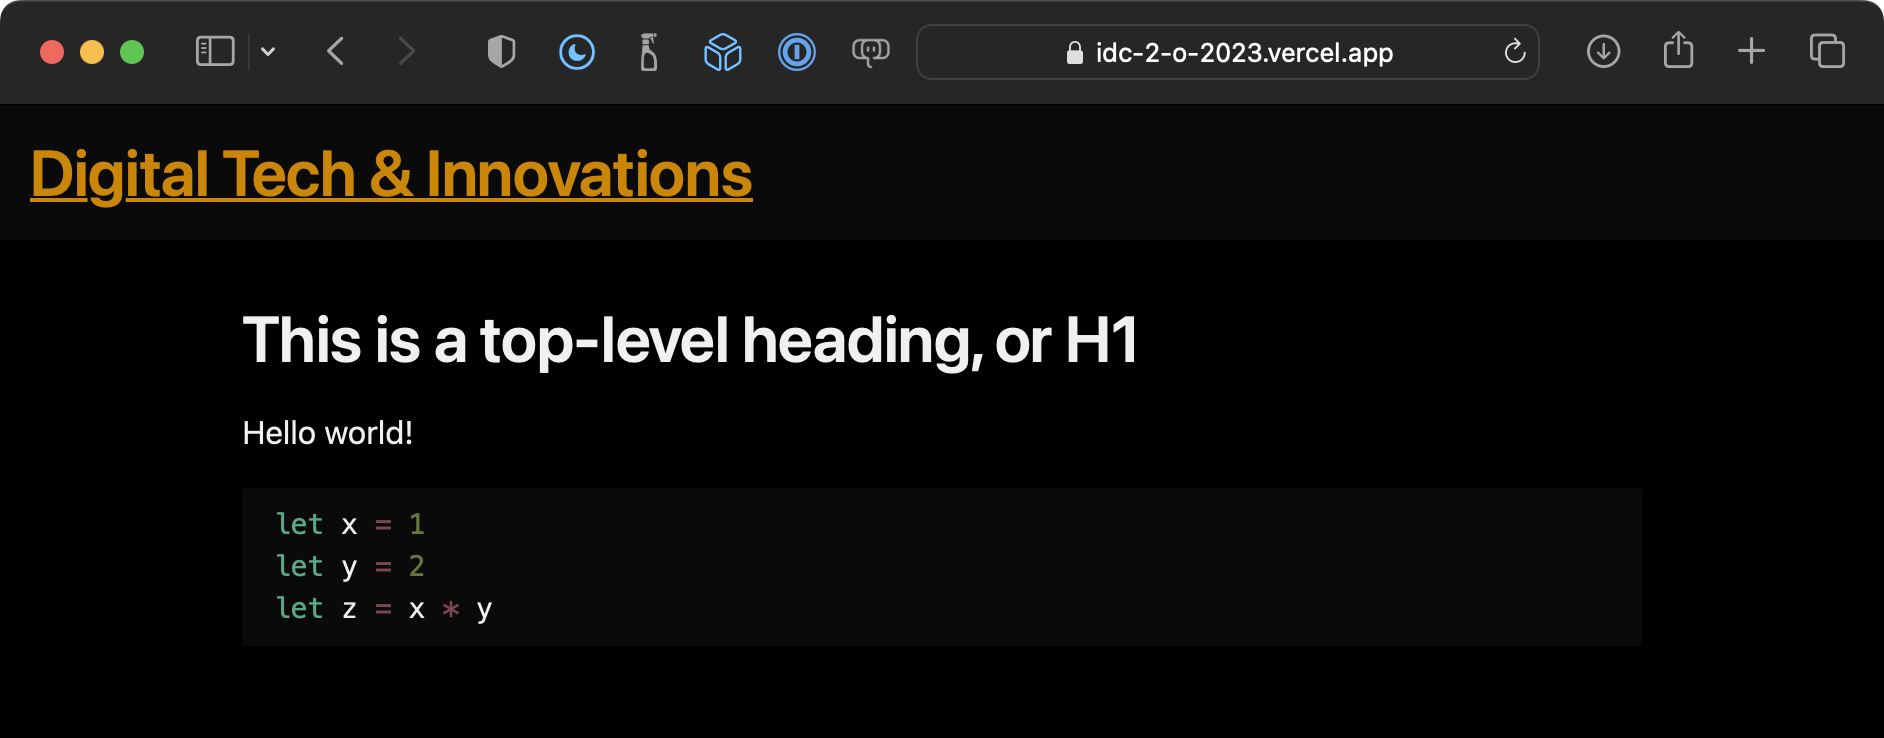 idc-2-o-2023.vercel.app
Digital Tech & Innovations
This is a top-level heading, or H1
Hello world!
let x = 1
let y = 2
let z = x * y